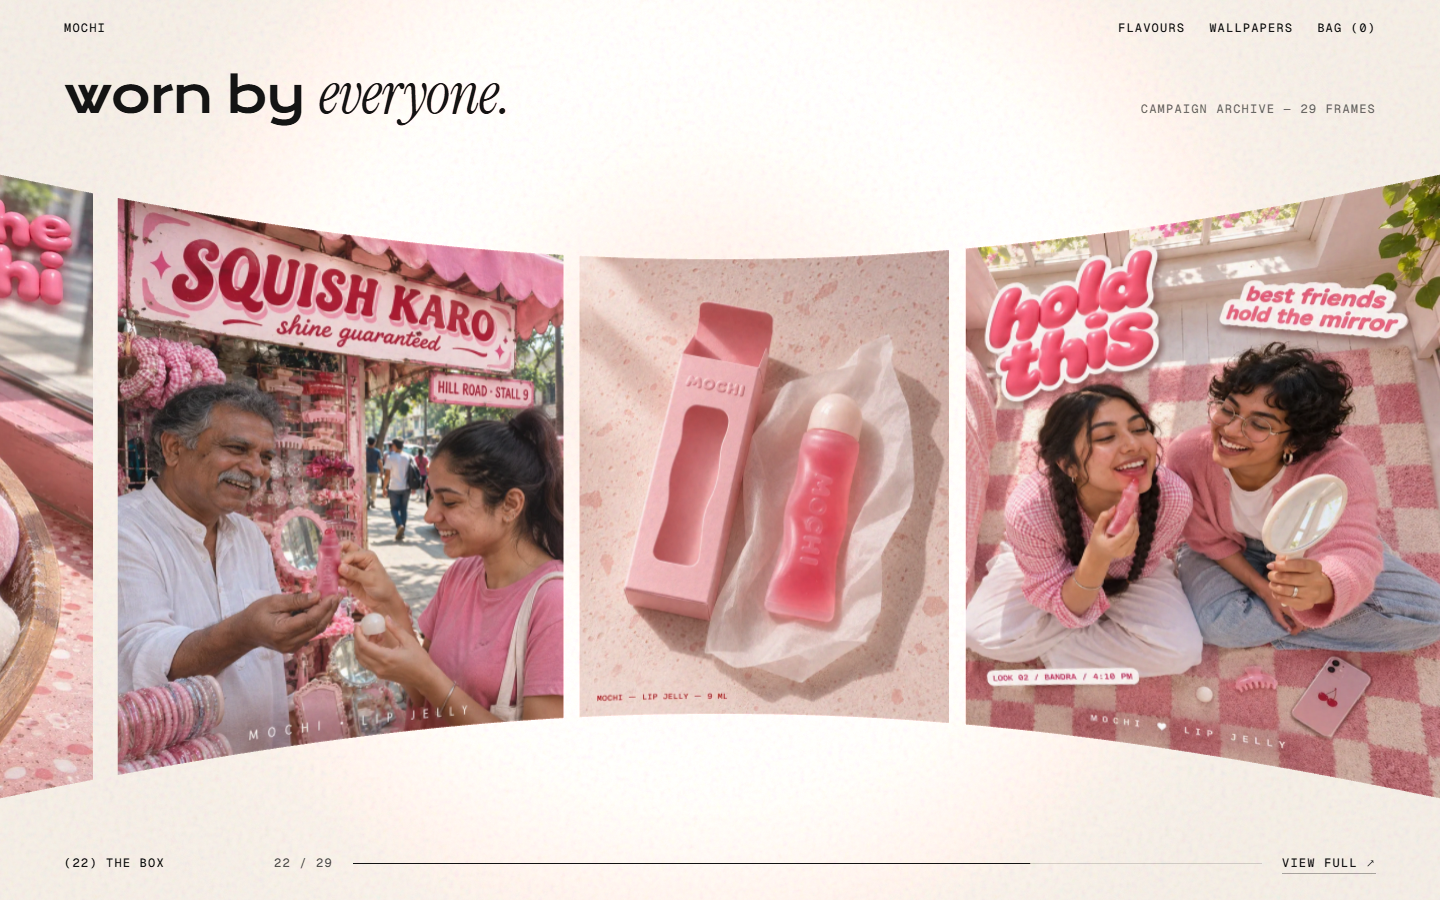 MOCHI
FLAVOURS WALLPAPERS BAG (0)
worn by everyone.
CAMPAIGN ARCHIVE — 29 FRAMES
he
hi
SQUISH KARO
shine guaranteed
HILL ROAD · STALL 9
MOCHI · LIP JELLY
MOCHI
MOCHI
MOCHI — LIP JELLY — 9 ML
hold
this
best friends
hold the mirror
LOOK 02 / BANDRA / 4:10 PM
MOCHI ♥ LIP JELLY
(22) THE BOX
22 / 29
VIEW FULL ↗